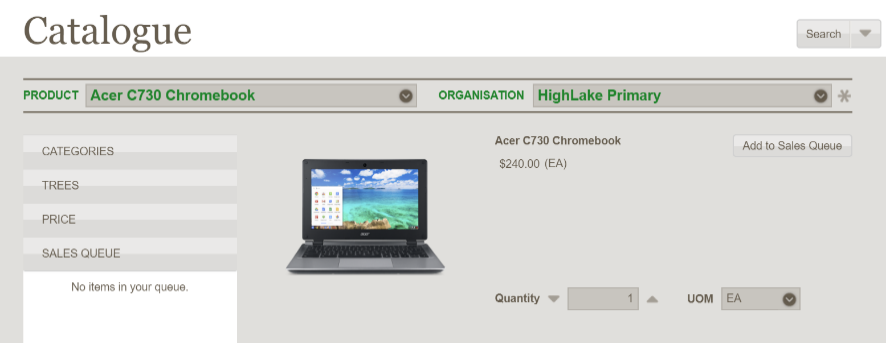 Catalogue
Search
PRODUCT Acer C730 Chromebook ORGANISATION HighLake Primary *
CATEGORIES
TREES
PRICE
SALES QUEUE
No items in your queue.
Acer C730 Chromebook
$240.00 (EA)
Add to Sales Queue
Quantity 1 UOM EA